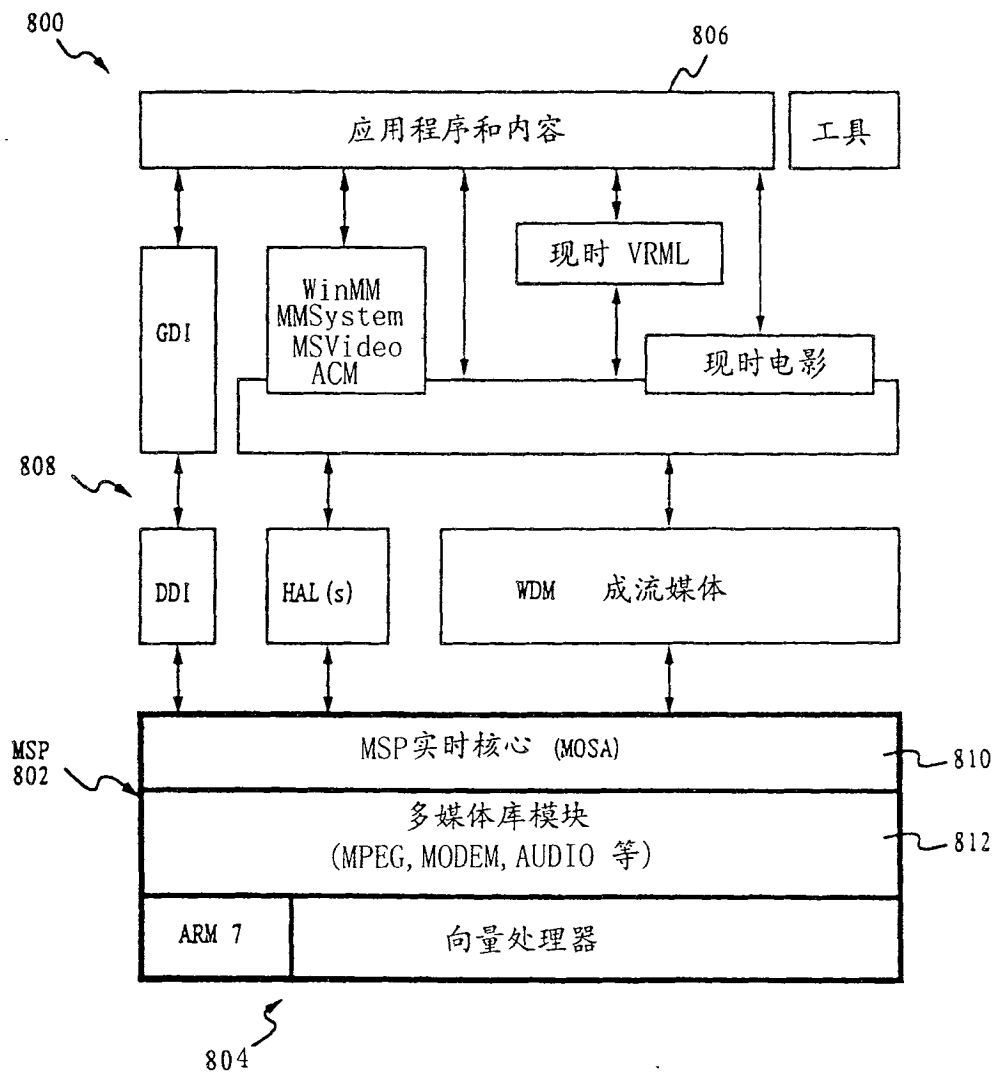 800
806
应用程序和内容
工具
现时 VRML
WinMM
MMSystem
MSVideo
ACM
GDI
现时电影
808
DDI
HAL(s)
WDM 成流媒体
MSP实时核心 (MOSA)
MSP
802
810
多媒体库模块
(MPEG,MODEM,AUDIO 等)
812
ARM 7
向量处理器
804